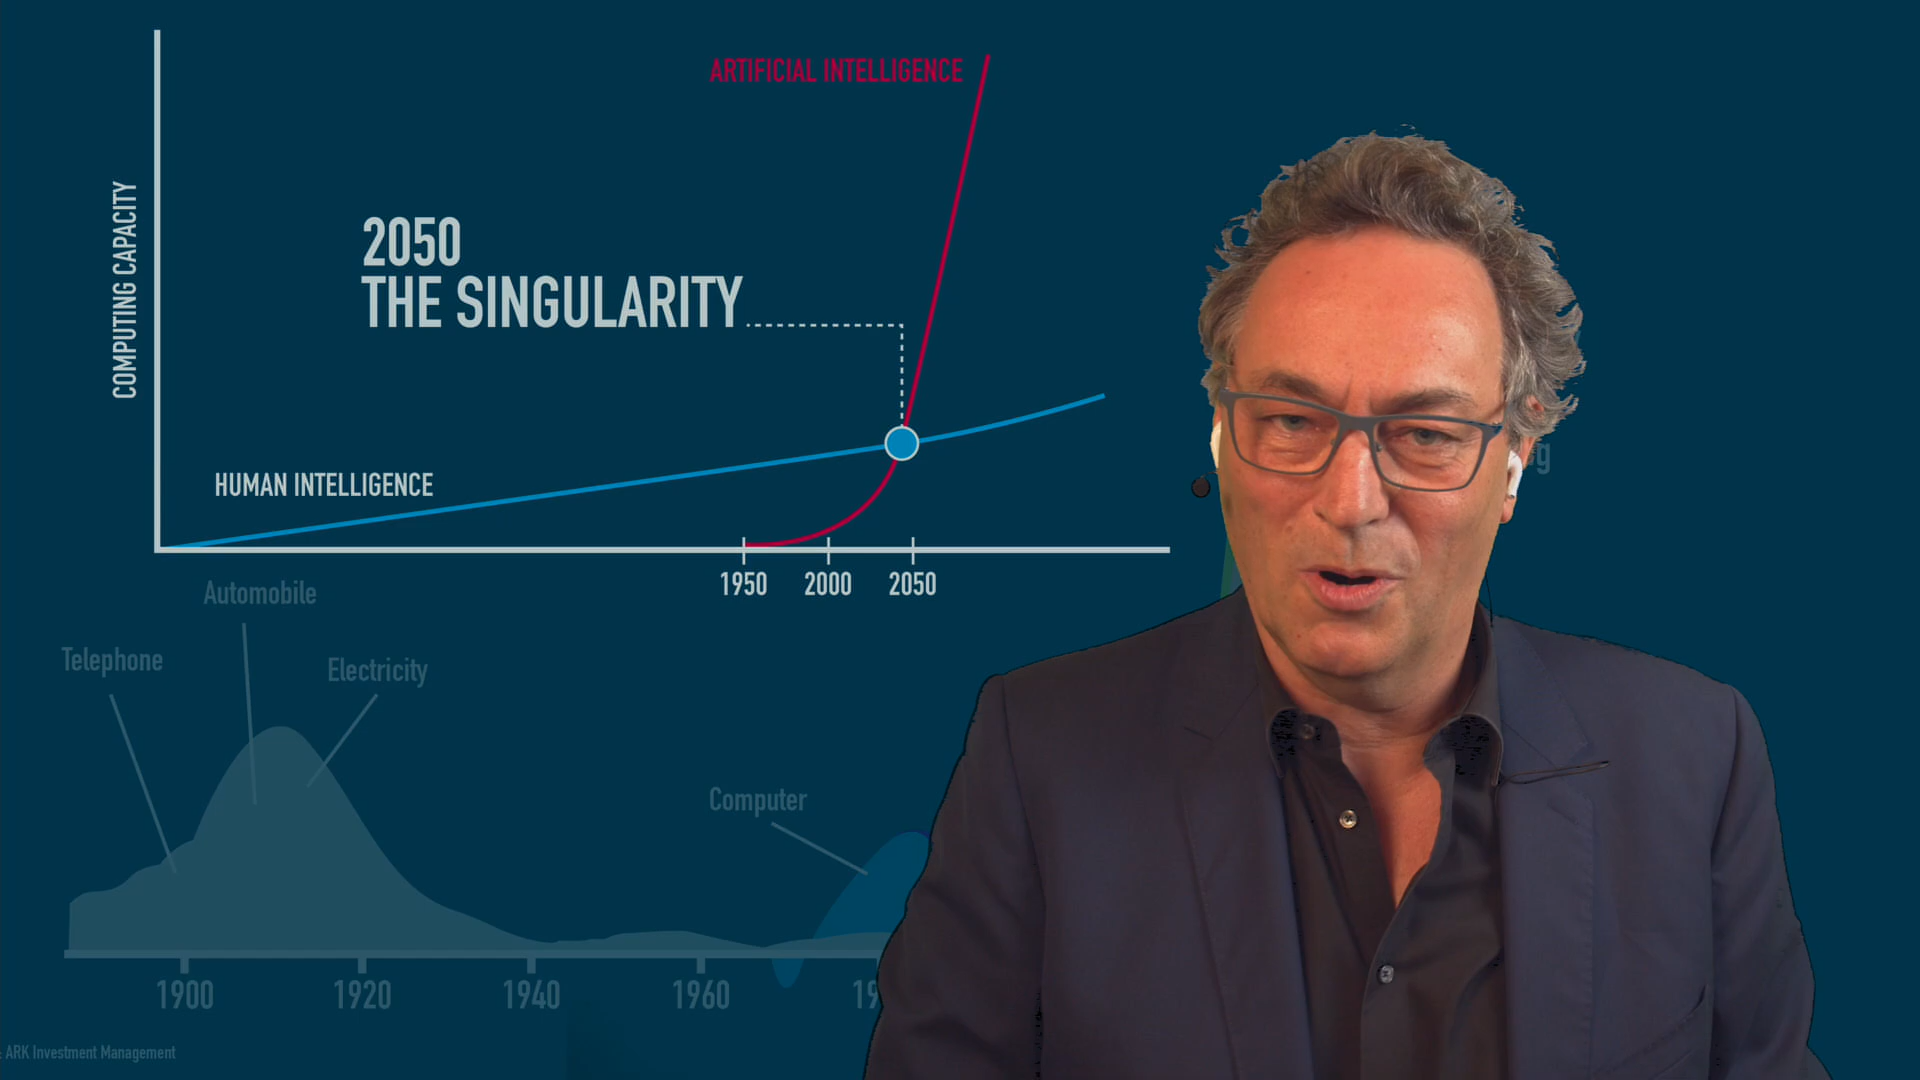 ARTIFICIAL INTELLIGENCE
COMPUTING CAPACITY
2050
THE SINGULARITY
HUMAN INTELLIGENCE
1950 2000 2050
Automobile
Telephone
Electricity
Computer
1900 1920 1940 1960
ARK Investment Management